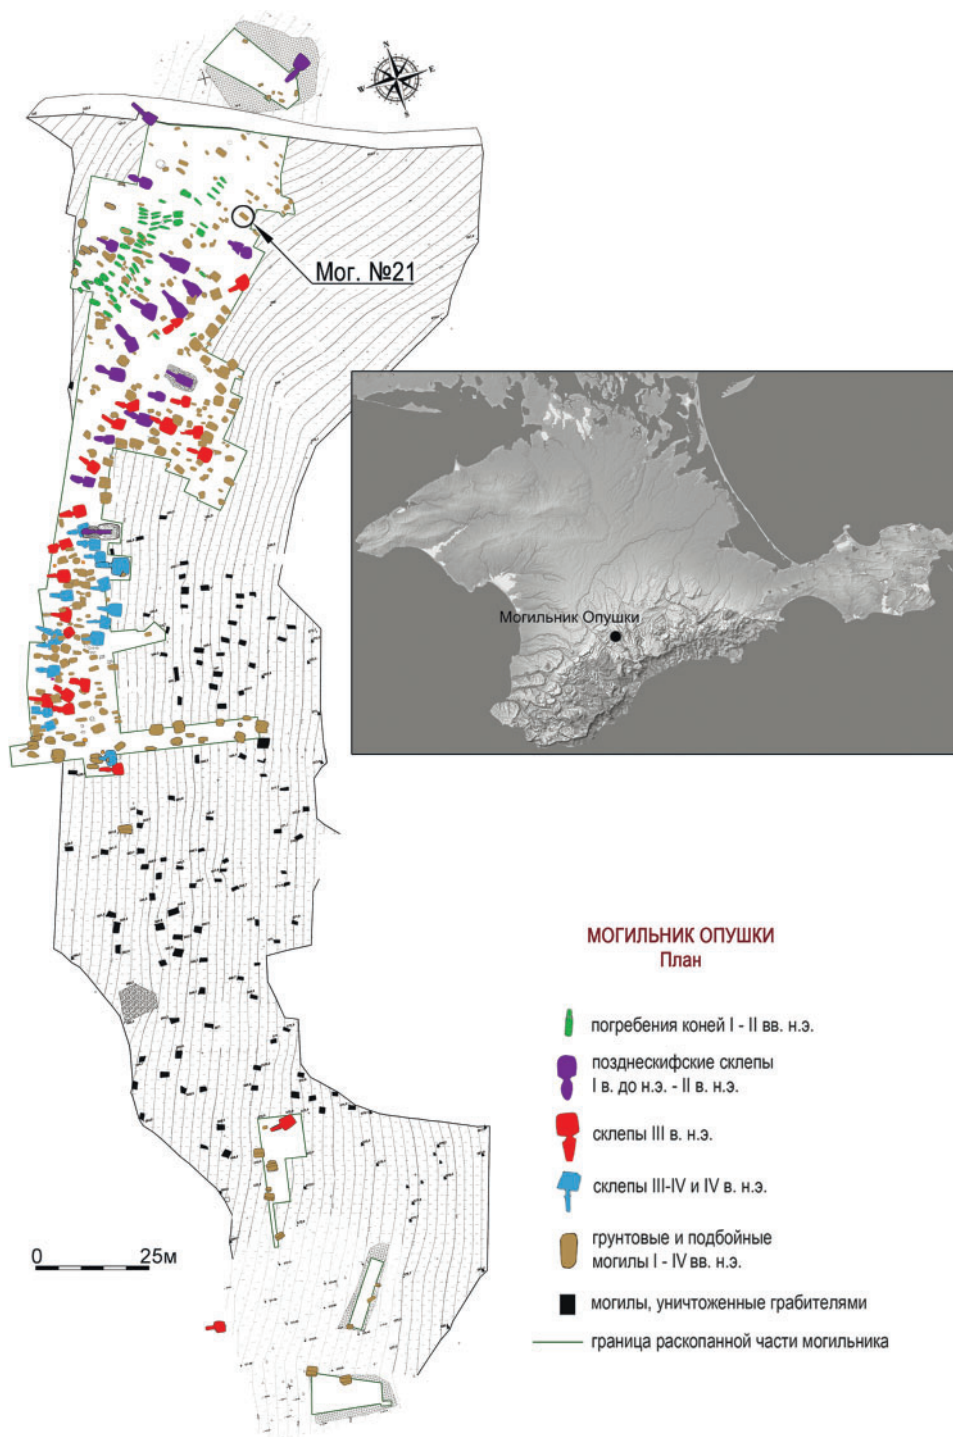 N
W
E
S
Мог. №21
Могильник Опушки
МОГИЛЬНИК ОПУШКИ
План
погребения коней I - II вв. н.э.
позднескифские склепы
I в. до н.э. - II в. н.э.
склепы III в. н.э.
склепы III-IV и IV в. н.э.
грунтовые и подбойные
могилы I - IV вв. н.э.
могилы, уничтоженные грабителями
граница раскопанной части могильника
0 25м